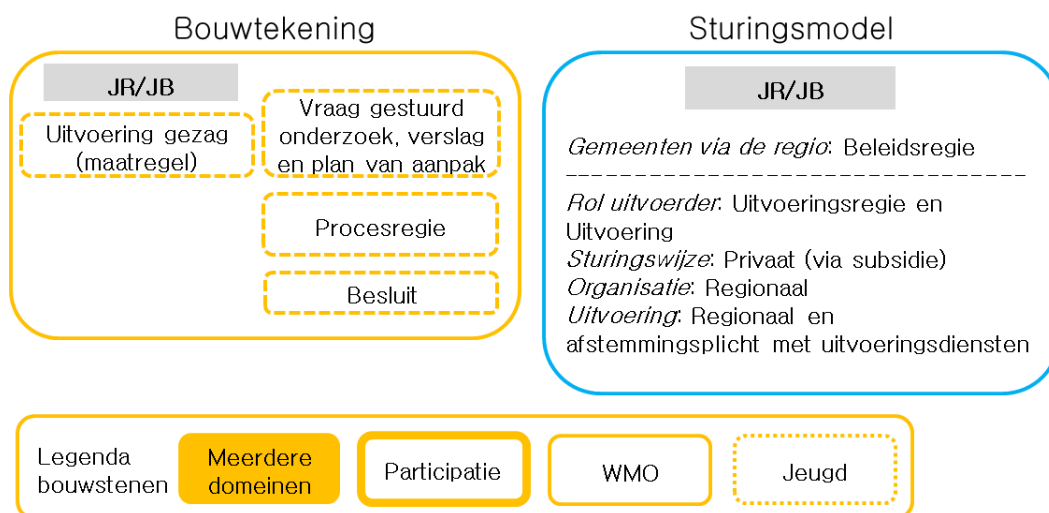 Bouwtekening
JR/JB
Uitvoering gezag
(maatregel)
Vraag gestuurd
onderzoek, verslag
en plan van aanpak
Procesregie
Besluit
Sturingsmodel
JR/JB
Gemeenten via de regio: Beleidsregie
---------------------------------
Rol uitvoerder: Uitvoeringsregie en
Uitvoering
Sturingswijze: Privaat (via subsidie)
Organisatie: Regionaal
Uitvoering: Regionaal en
afstemmingsplicht met uitvoeringsdiensten
Legenda
bouwstenen
Meerdere
domeinen
Participatie
WMO
Jeugd